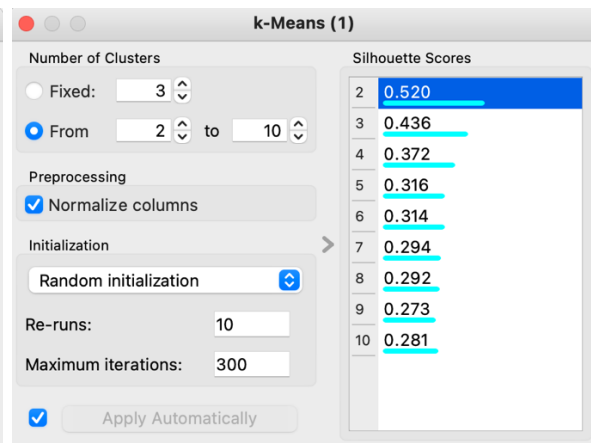 k-Means (1)
Number of Clusters
Fixed: 3
From 2 to 10
Preprocessing
Normalize columns
Initialization
Random initialization
Re-runs: 10
Maximum iterations: 300
Apply Automatically
Silhouette Scores
2 0.520
3 0.436
4 0.372
5 0.316
6 0.314
7 0.294
8 0.292
9 0.273
10 0.281